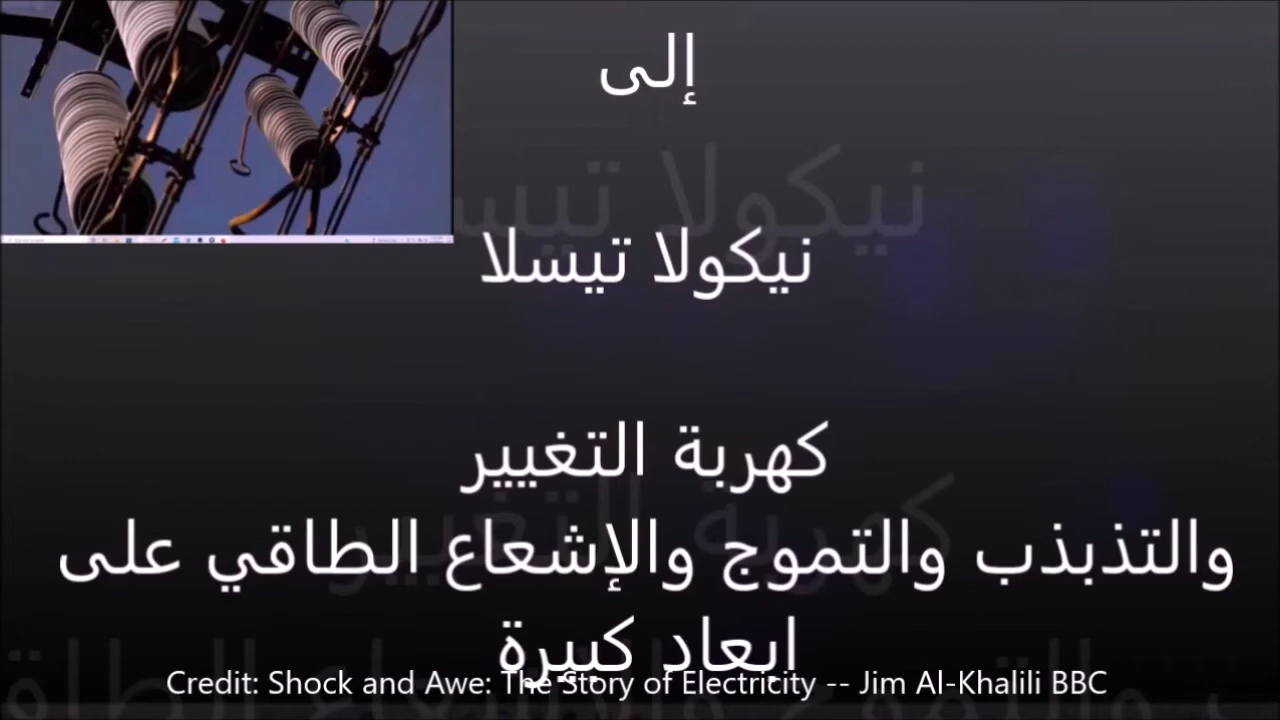 إلى
نيكولا تيسلا
كهربة التغيير
والتذبذب والتموج والإشعاع الطاقي على
ابعاد كبيرة
Credit: Shock and Awe: The Story of Electricity -- Jim Al-Khalili BBC